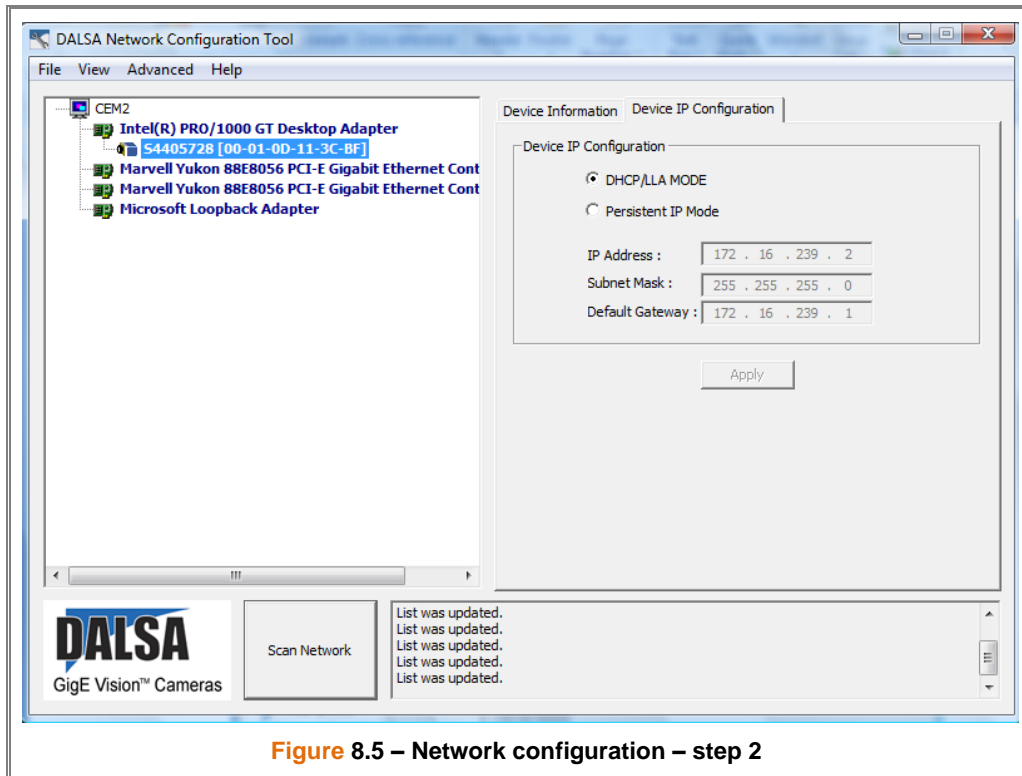 DALSA Network Configuration Tool
File View Advanced Help
CEM2
Intel(R) PRO/1000 GT Desktop Adapter
S4405728 [00-01-0D-11-3C-BF]
Marvell Yukon 88E8056 PCI-E Gigabit Ethernet Cont
Marvell Yukon 88E8056 PCI-E Gigabit Ethernet Cont
Microsoft Loopback Adapter
Device Information Device IP Configuration
Device IP Configuration
DHCP/LLA MODE
Persistent IP Mode
IP Address : 172 . 16 . 239 . 2
Subnet Mask : 255 . 255 . 255 . 0
Default Gateway : 172 . 16 . 239 . 1
Apply
DALSA
GigE Vision™ Cameras
Scan Network
List was updated.
List was updated.
List was updated.
List was updated.
List was updated.
Figure 8.5 – Network configuration – step 2